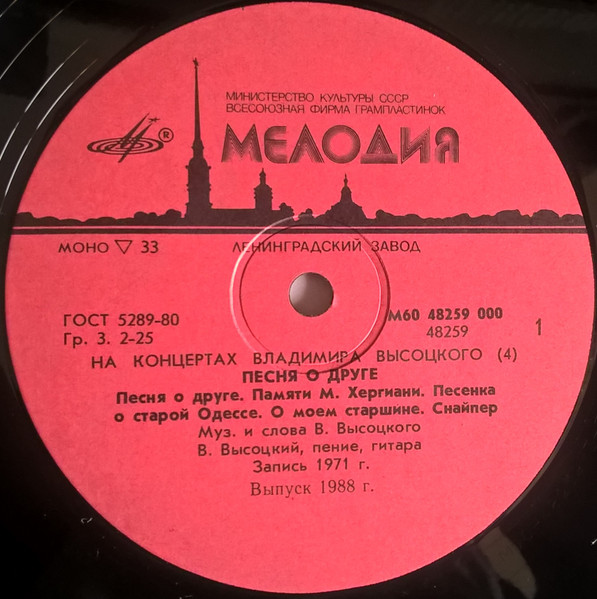 МИНИСТЕРСТВО КУЛЬТУРЫ СССР
ВСЕСОЮЗНАЯ ФИРМА ГРАМПЛАСТИНОК
® МЕЛОДИЯ
МОНО ▽ 33 ЛЕНИНГРАДСКИЙ ЗАВОД
ГОСТ 5289-80 М60 48259 000
Гр. 3. 2-25 48259 1
НА КОНЦЕРТАХ ВЛАДИМИРА ВЫСОЦКОГО (4)
ПЕСНЯ О ДРУГЕ
Песня о друге. Памяти М. Хергиани. Песенка
о старой Одессе. О моем старшине. Снайпер
Муз. и слова В. Высоцкого
В. Высоцкий, пение, гитара
Запись 1971 г.
Выпуск 1988 г.